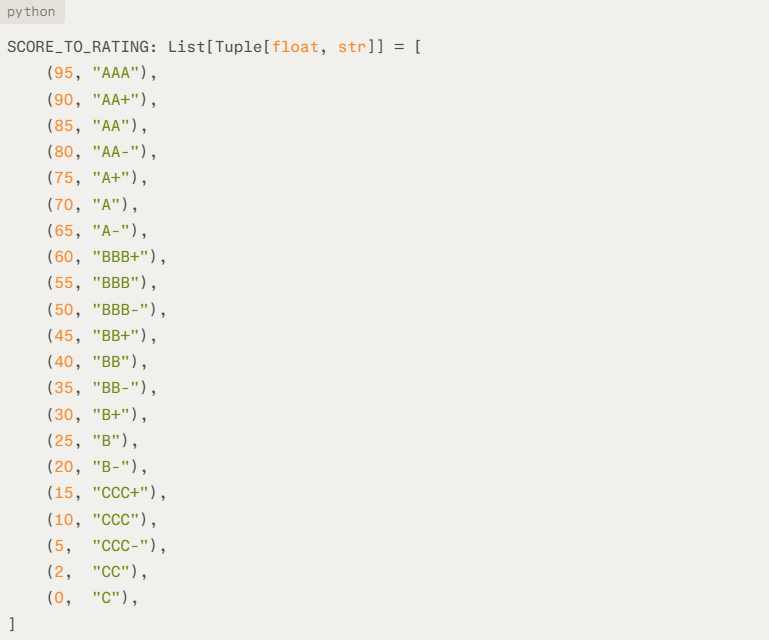 python
SCORE_TO_RATING: List[Tuple[float, str]] = [
    (95, "AAA"),
    (90, "AA+"),
    (85, "AA"),
    (80, "AA-"),
    (75, "A+"),
    (70, "A"),
    (65, "A-"),
    (60, "BBB+"),
    (55, "BBB"),
    (50, "BBB-"),
    (45, "BB+"),
    (40, "BB"),
    (35, "BB-"),
    (30, "B+"),
    (25, "B"),
    (20, "B-"),
    (15, "CCC+"),
    (10, "CCC"),
    (5,  "CCC-"),
    (2,  "CC"),
    (0,  "C"),
]